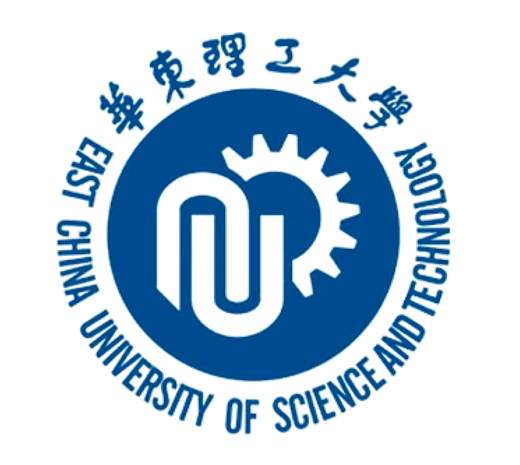 華東理工大學
EAST CHINA UNIVERSITY OF SCIENCE AND TECHNOLOGY